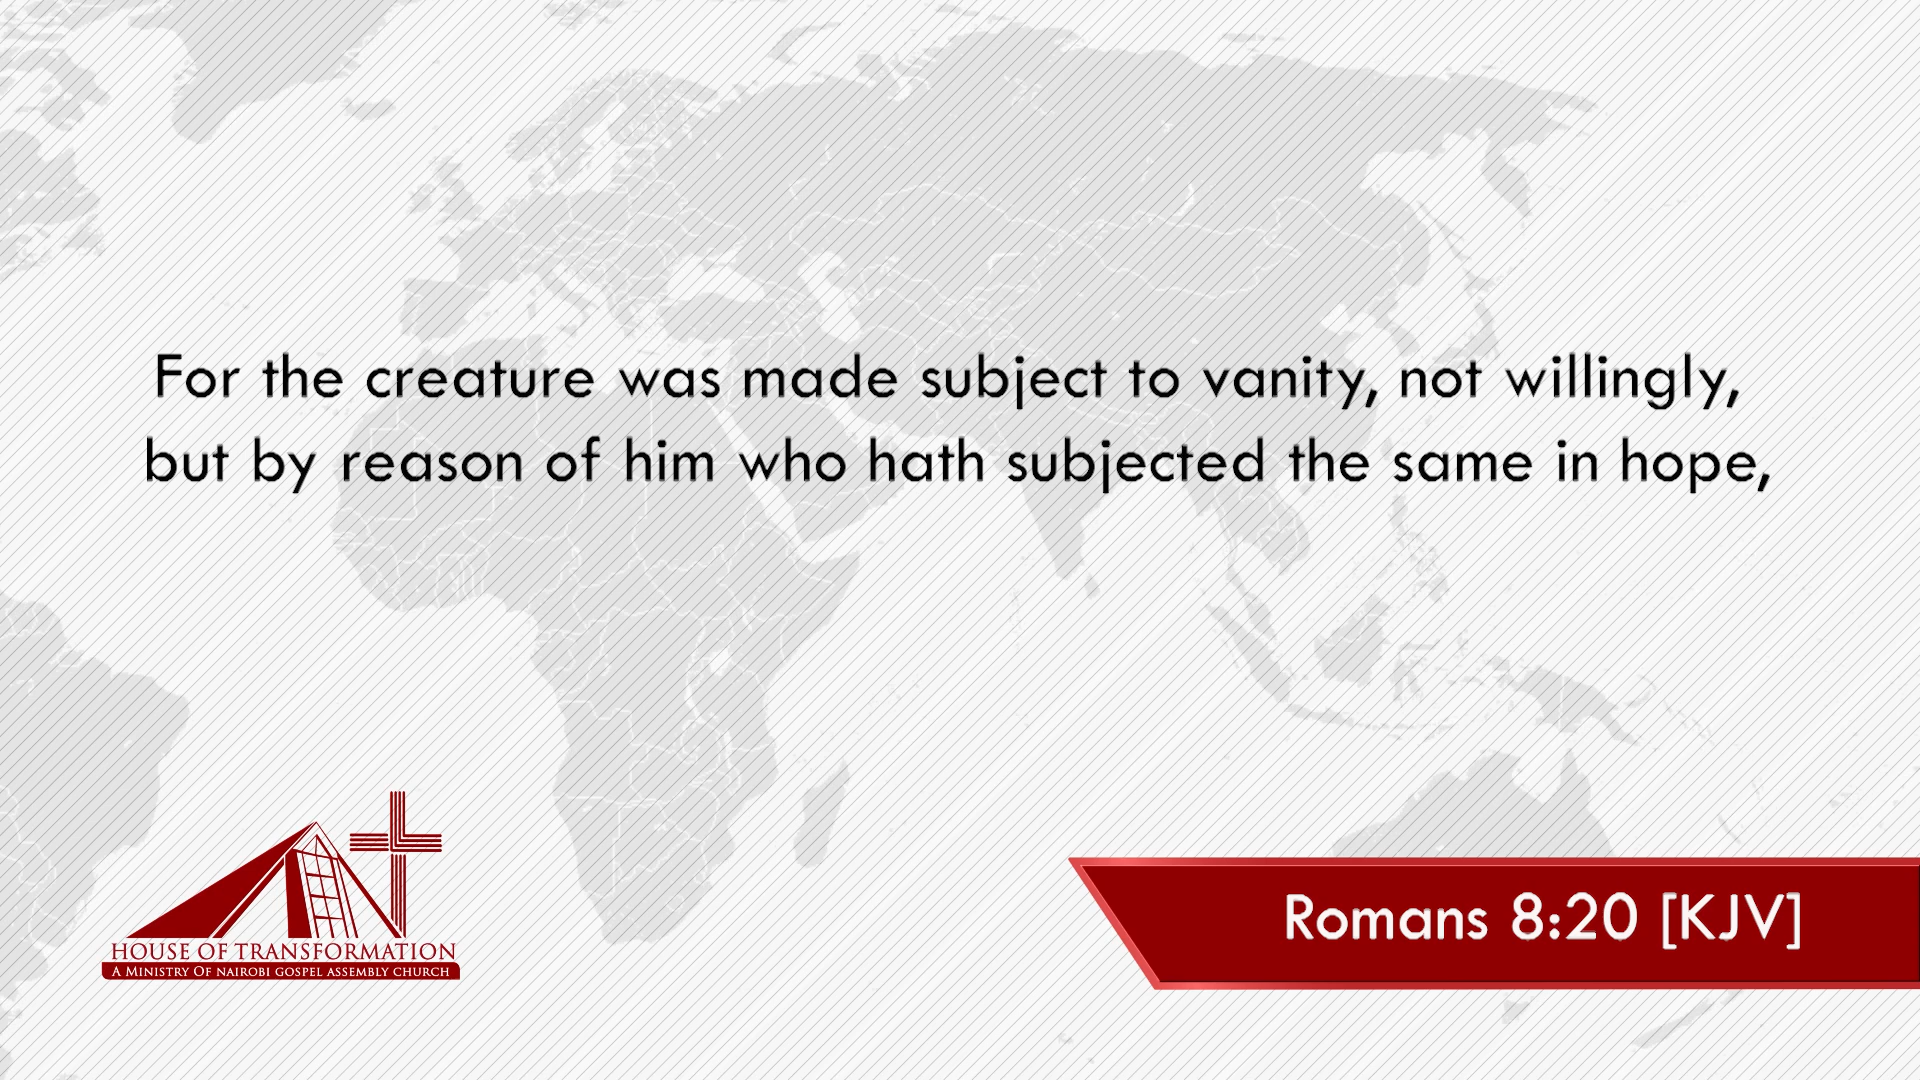 For the creature was made subject to vanity, not willingly,
but by reason of him who hath subjected the same in hope,
HOUSE OF TRANSFORMATION
A MINISTRY OF NAIROBI GOSPEL ASSEMBLY CHURCH
Romans 8:20 [KJV]